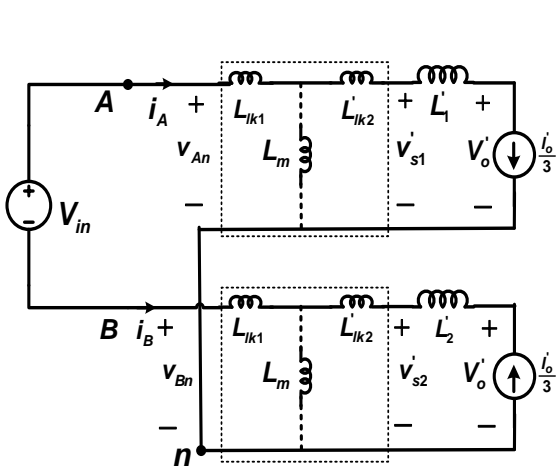 A i_A + L_lk1 L'_lk2 + L'_1 +
v_An L_m v'_s1 V'_o I'_o/3
+ − V_in
− − −
B i_B + L_lk1 L'_lk2 + L'_2 +
v_Bn L_m v'_s2 V'_o I'_o/3
− − −
n